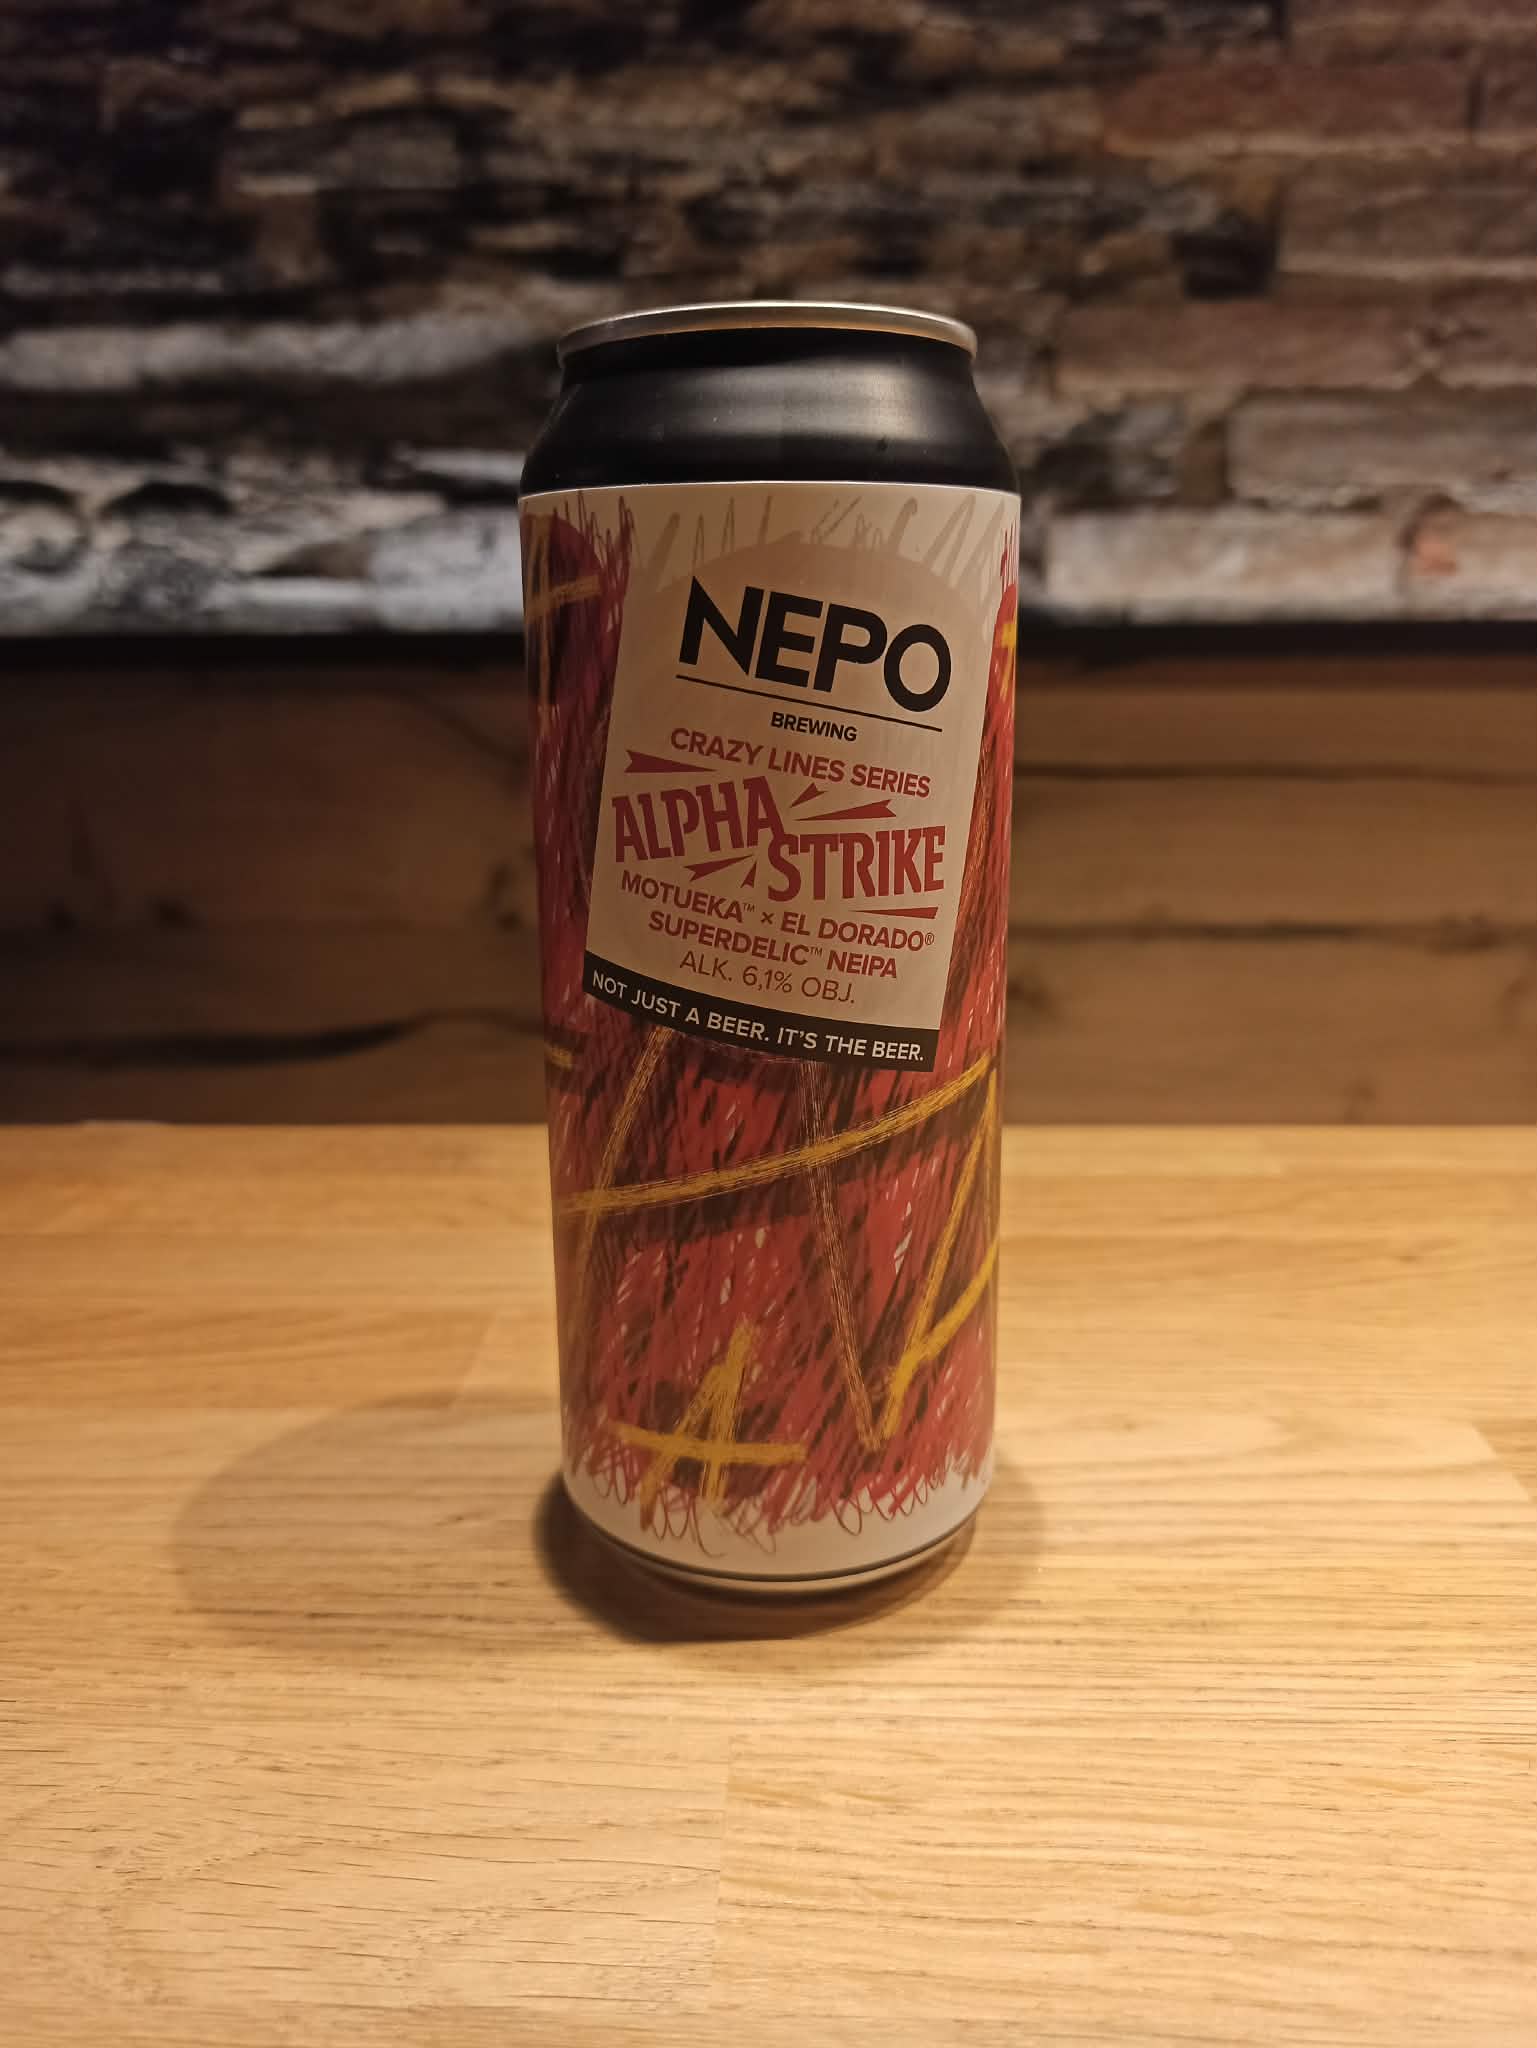 NEPO
BREWING
CRAZY LINES SERIES
ALPHA
STRIKE
MOTUEKA™ × EL DORADO®
SUPERDELIC™ NEIPA
ALK. 6,1% OBJ.
NOT JUST A BEER. IT'S THE BEER.